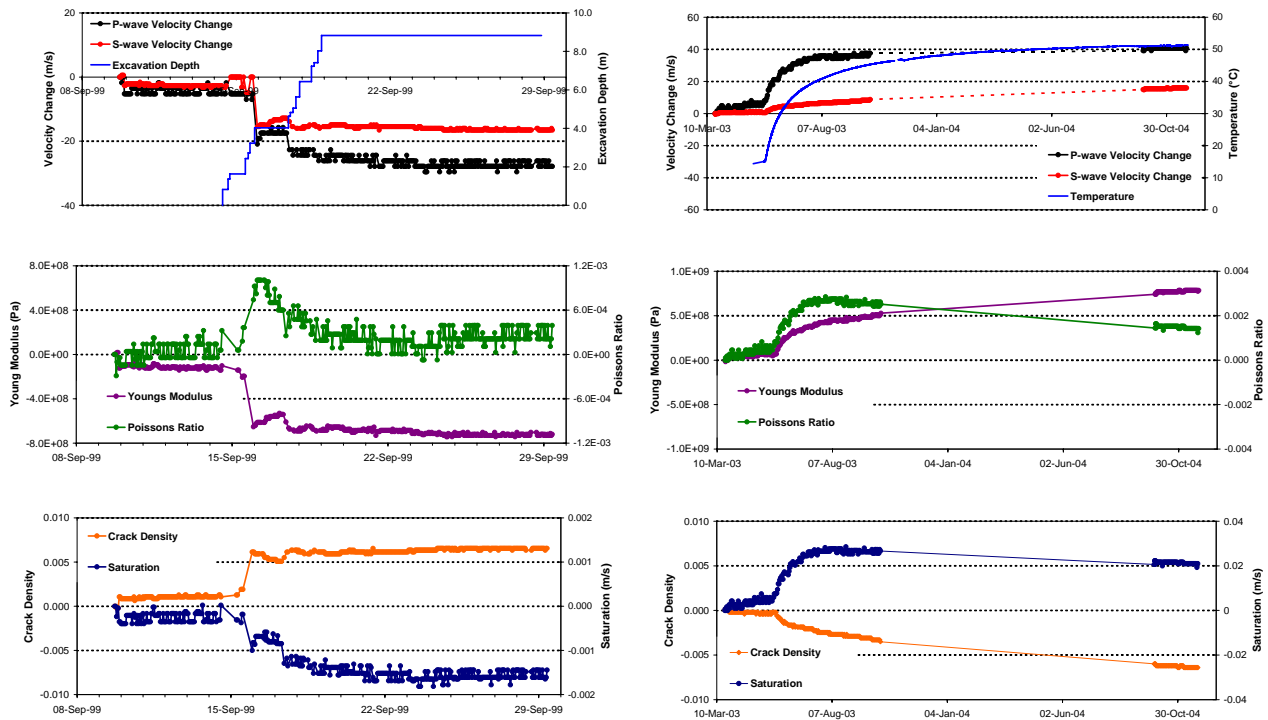 20
0
-20
-40
Velocity Change (m/s)
10.0
8.0
6.0
4.0
2.0
0.0
Excavation Depth (m)
P-wave Velocity Change
S-wave Velocity Change
Excavation Depth
08-Sep-99
22-Sep-99
29-Sep-99
60
40
20
0
-20
-40
-60
Velocity Change (m/s)
60
50
40
30
20
10
0
Temperature (°C)
10-Mar-03
07-Aug-03
04-Jan-04
02-Jun-04
30-Oct-04
P-wave Velocity Change
S-wave Velocity Change
Temperature
8.0E+08
4.0E+08
0.0E+00
-4.0E+08
-8.0E+08
Young Modulus (Pa)
1.2E-03
6.0E-04
0.0E+00
-6.0E-04
-1.2E-03
Poissons Ratio
Youngs Modulus
Poissons Ratio
08-Sep-99
15-Sep-99
22-Sep-99
29-Sep-99
1.0E+09
5.0E+08
0.0E+00
-5.0E+08
-1.0E+09
Young Modulus (Pa)
0.004
0.002
0.000
-0.002
-0.004
Poissons Ratio
Youngs Modulus
Poissons Ratio
10-Mar-03
07-Aug-03
04-Jan-04
02-Jun-04
30-Oct-04
0.010
0.005
0.000
-0.005
-0.010
Crack Density
0.002
0.001
0.000
-0.001
-0.002
Saturation (m/s)
Crack Density
Saturation
08-Sep-99
15-Sep-99
22-Sep-99
29-Sep-99
0.010
0.005
0.000
-0.005
-0.010
Crack Density
0.04
0.02
0
-0.02
-0.04
Saturation (m/s)
Crack Density
Saturation
10-Mar-03
07-Aug-03
04-Jan-04
02-Jun-04
30-Oct-04